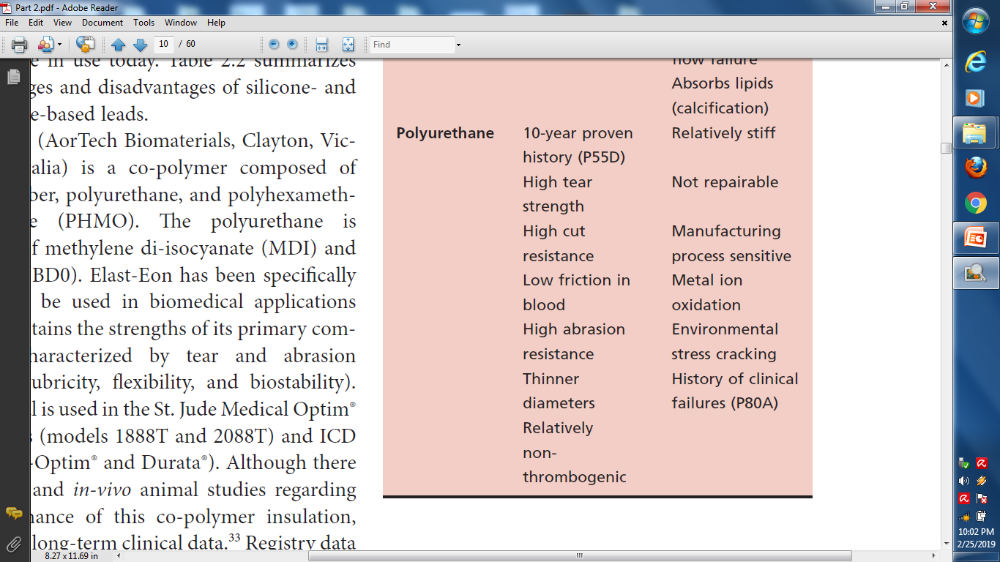 Part 2.pdf - Adobe Reader
File Edit View Document Tools Window Help
10 / 60 Find
in use today. Table 2.2 summarizes
ges and disadvantages of silicone- and
e-based leads.
(AorTech Biomaterials, Clayton, Vic-
alia) is a co-polymer composed of
ber, polyurethane, and polyhexameth-
e (PHMO). The polyurethane is
f methylene di-isocyanate (MDI) and
BD0). Elast-Eon has been specifically
be used in biomedical applications
tains the strengths of its primary com-
haracterized by tear and abrasion
ubricity, flexibility, and biostability).
l is used in the St. Jude Medical Optim®
s (models 1888T and 2088T) and ICD
-Optim® and Durata®). Although there
and in-vivo animal studies regarding
nance of this co-polymer insulation,
long-term clinical data.33 Registry data
flow failure
Absorbs lipids
(calcification)
Polyurethane 10-year proven Relatively stiff
history (P55D)
High tear Not repairable
strength
High cut Manufacturing
resistance process sensitive
Low friction in Metal ion
blood oxidation
High abrasion Environmental
resistance stress cracking
Thinner History of clinical
diameters failures (P80A)
Relatively
non-
thrombogenic
8.27 x 11.69 in
10:02 PM
2/25/2019